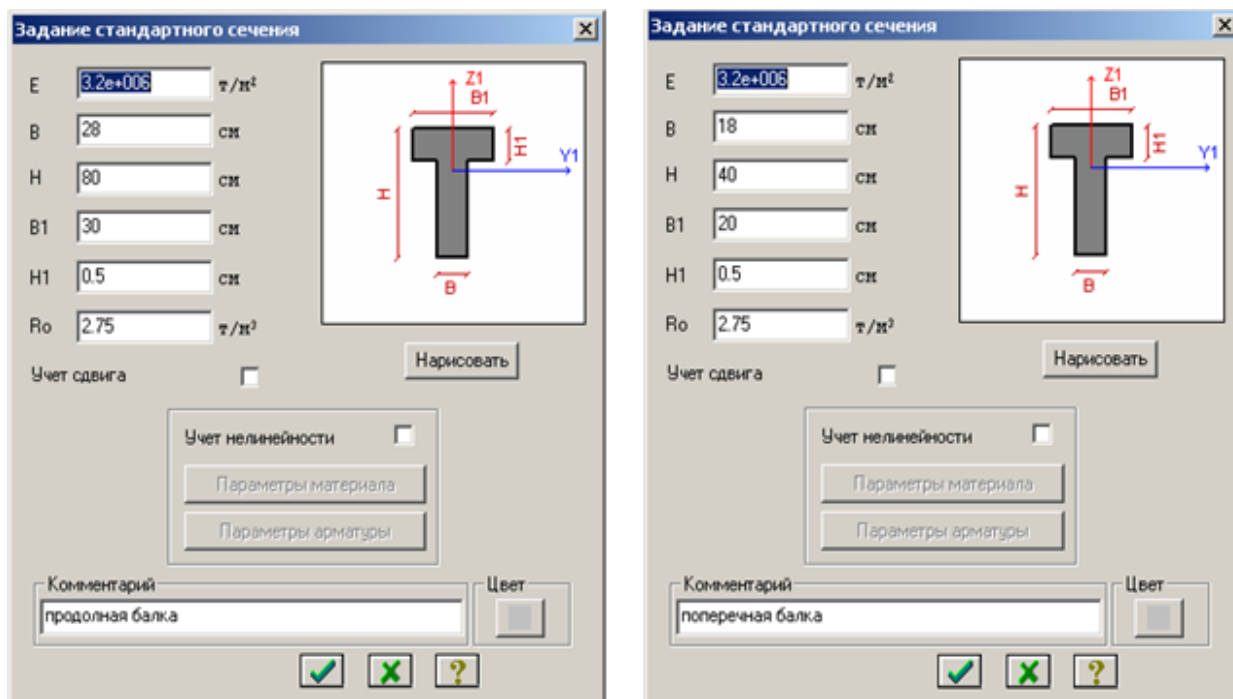 Задание стандартного сечения
E 3.2e+006 т/м²
B 28 см
H 80 см
B1 30 см
H1 0.5 см
Ro 2.75 т/м³
Z1
B1
H1
Y1
H
B
Нарисовать
Учет сдвига
Учет нелинейности
Параметры материала
Параметры арматуры
Комментарий
Цвет
продолная балка
?
Задание стандартного сечения
E 3.2e+006 т/м²
B 18 см
H 40 см
B1 20 см
H1 0.5 см
Ro 2.75 т/м³
Z1
B1
H1
Y1
H
B
Нарисовать
Учет сдвига
Учет нелинейности
Параметры материала
Параметры арматуры
Комментарий
Цвет
поперечная балка
?